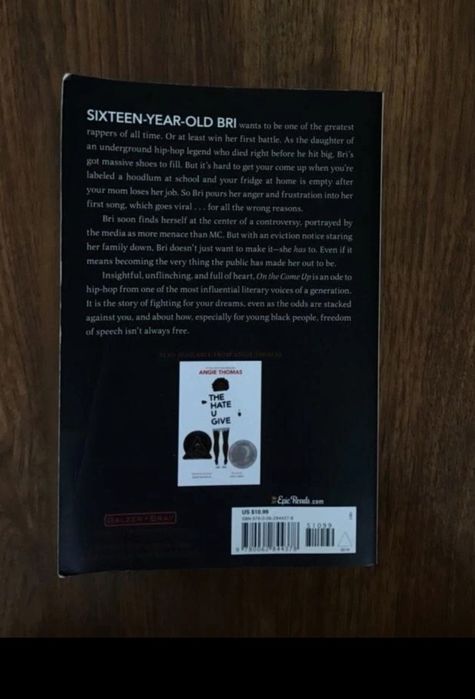 SIXTEEN-YEAR-OLD BRI wants to be one of the greatest
rappers of all time. Or at least win her first battle. As the daughter of
an underground hip-hop legend who died right before he hit big, Bri's
got massive shoes to fill. But it's hard to get your come up when you're
labeled a hoodlum at school and your fridge at home is empty after
your mom loses her job. So Bri pours her anger and frustration into her
first song, which goes viral . . . for all the wrong reasons.
Bri soon finds herself at the center of a controversy, portrayed by
the media as more menace than MC. But with an eviction notice staring
her family down, Bri doesn't just want to make it—she has to. Even if it
means becoming the very thing the public has made her out to be.
Insightful, unflinching, and full of heart, On the Come Up is an ode to
hip-hop from one of the most influential literary voices of a generation.
It is the story of fighting for your dreams, even as the odds are stacked
against you, and about how, especially for young black people, freedom
of speech isn't always free.
ANGIE THOMAS
THE
HATE
U
GIVE
EpicReads.com
BALZER + BRAY
US $10.99
51099
9 780062 844378